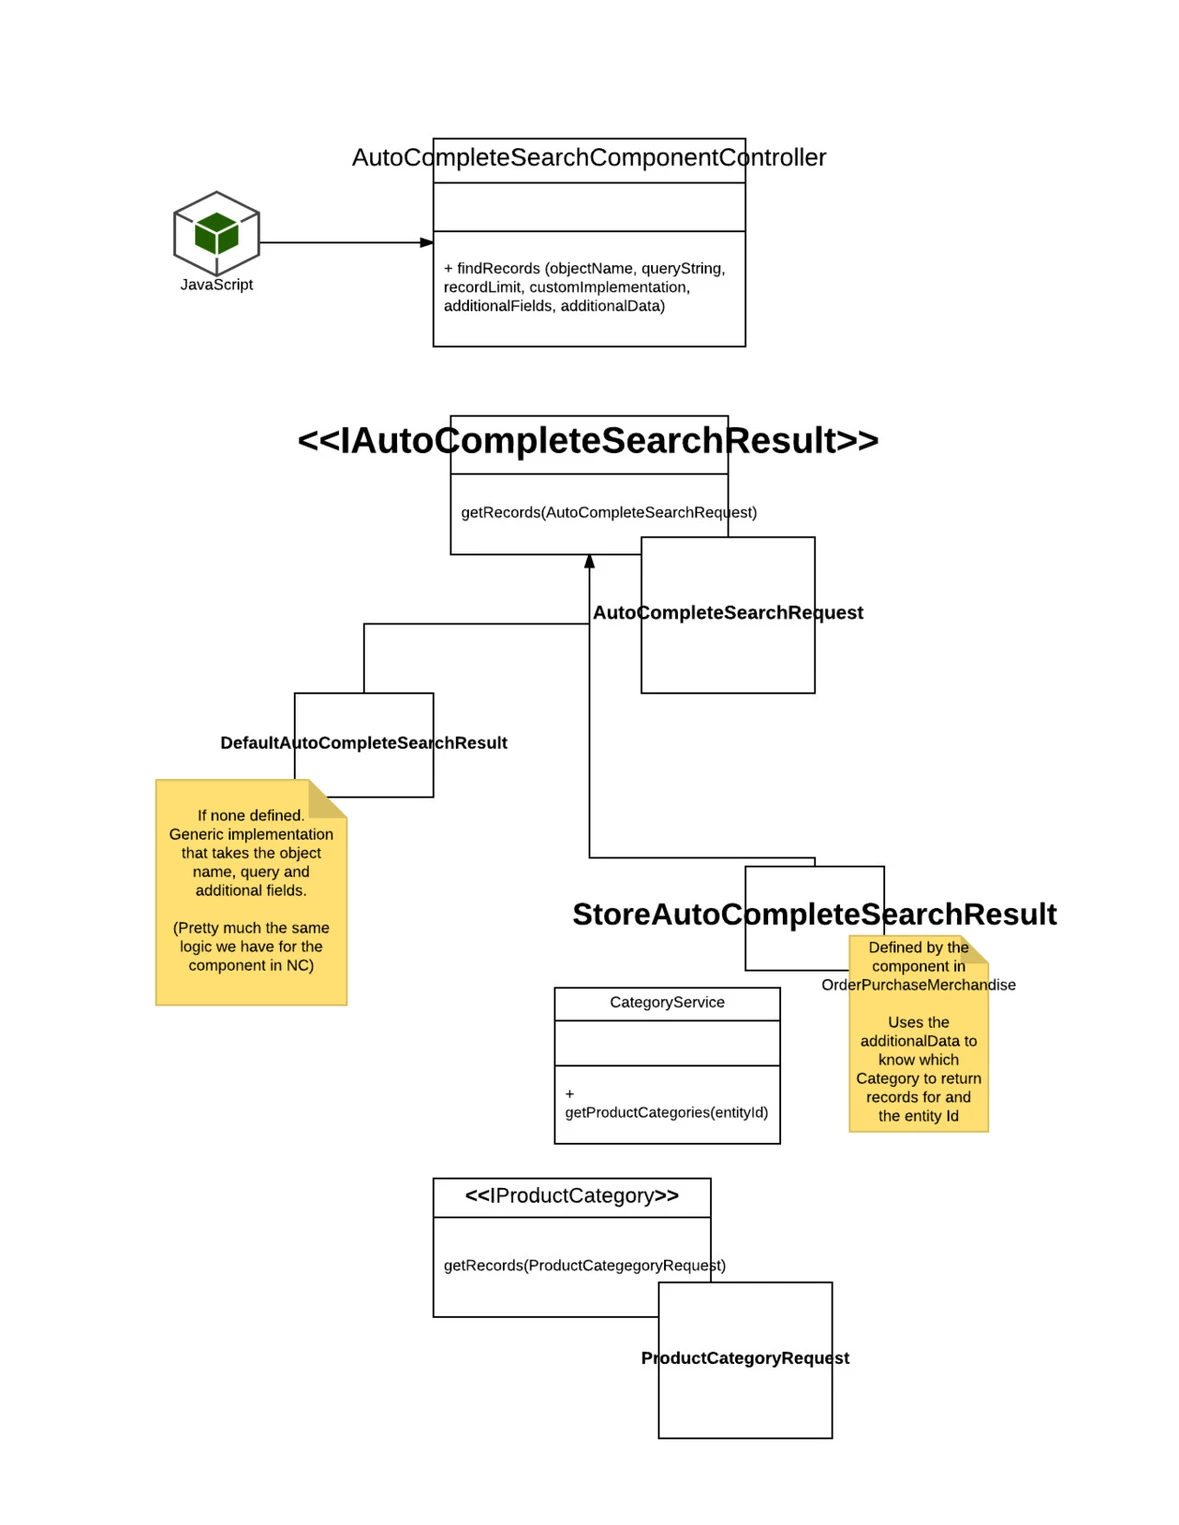 AutoCompleteSearchComponentController
JavaScript
+ findRecords (objectName, queryString,
recordLimit, customImplementation,
additionalFields, additionalData)
<<IAutoCompleteSearchResult>>
getRecords(AutoCompleteSearchRequest)
AutoCompleteSearchRequest
DefaultAutoCompleteSearchResult
If none defined.
Generic implementation
that takes the object
name, query and
additional fields.
(Pretty much the same
logic we have for the
component in NC)
StoreAutoCompleteSearchResult
Defined by the
component in
OrderPurchaseMerchandise
Uses the
additionalData to
know which
Category to return
records for and
the entity Id
CategoryService
+
getProductCategories(entityId)
<<IProductCategory>>
getRecords(ProductCategegoryRequest)
ProductCategoryRequest